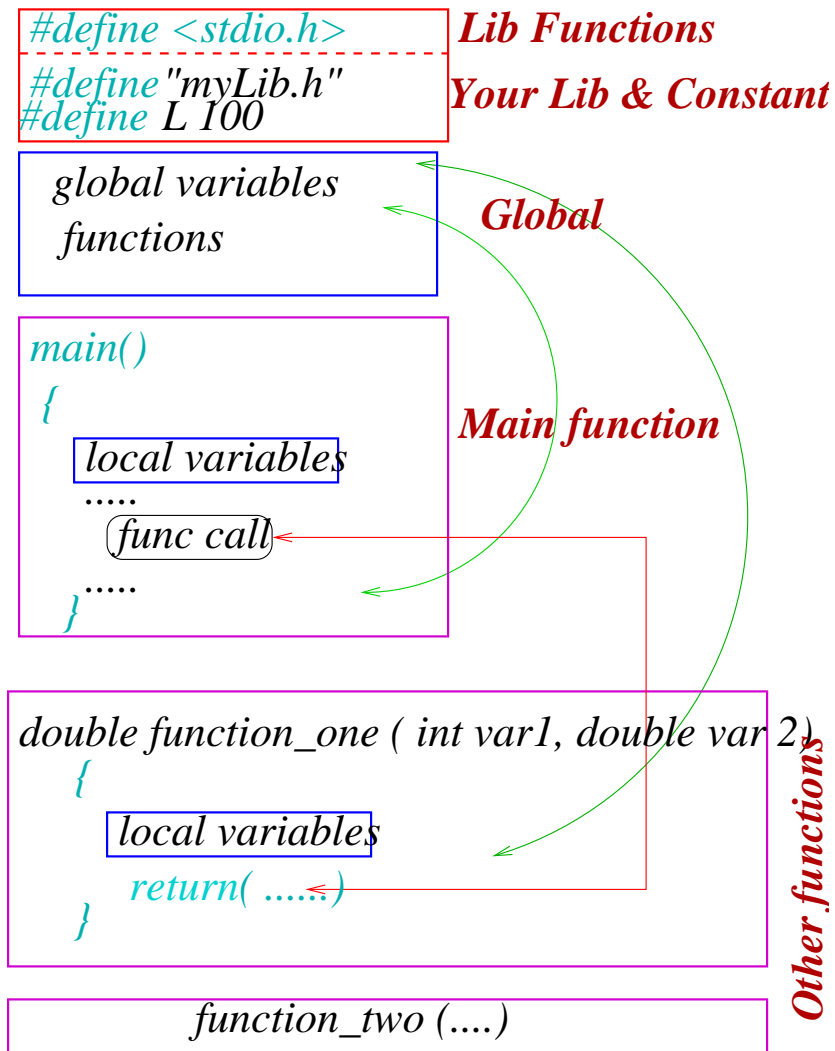 #define <stdio.h> Lib Functions
#define "myLib.h"
Your Lib & Constant
#define L 100
global variables
Global
functions
main()
{
Main function
local variables
.....
func call
.....
}
double function_one ( int var1, double var 2)
{
local variables
return( ......)
}
Other functions
function_two (....)